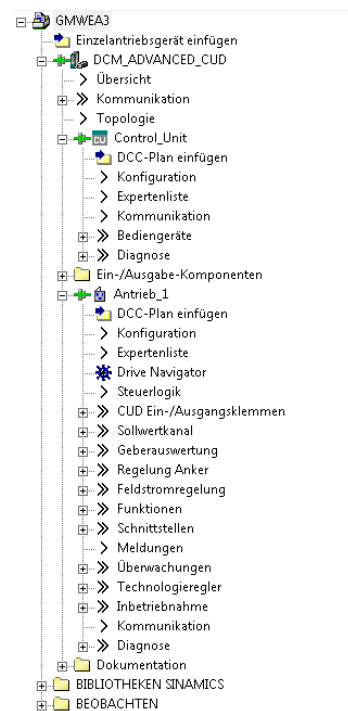 GMWEA3
Einzelantriebsgerät einfügen
DCM_ADVANCED_CUD
Übersicht
Kommunikation
Topologie
CU Control_Unit
DCC-Plan einfügen
Konfiguration
Expertenliste
Kommunikation
Bediengeräte
Diagnose
Ein-/Ausgabe-Komponenten
Antrieb_1
DCC-Plan einfügen
Konfiguration
Expertenliste
Drive Navigator
Steuerlogik
CUD Ein-/Ausgangsklemmen
Sollwertkanal
Geberauswertung
Regelung Anker
Feldstromregelung
Funktionen
Schnittstellen
Meldungen
Überwachungen
Technologieregler
Inbetriebnahme
Kommunikation
Diagnose
Dokumentation
BIBLIOTHEKEN SINAMICS
BEOBACHTEN